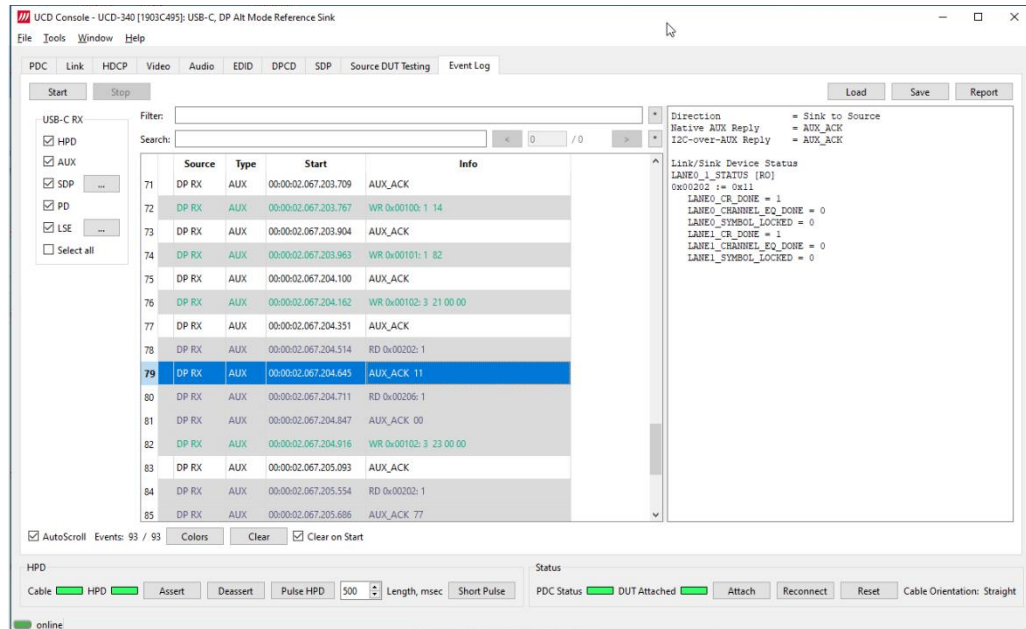 UCD Console - UCD-340 [1903C495]: USB-C, DP Alt Mode Reference Sink
File Tools Window Help
PDC Link HDCP Video Audio EDID DPCD SDP Source DUT Testing Event Log
Start Stop Load Save Report
USB-C RX
HPD
AUX
SDP ...
PD
LSE ...
Select all
Filter: *
Search: < 0 / 0 > *
Source Type Start Info
71 DP RX AUX 00:00:02.067.203.709 AUX_ACK
72 DP RX AUX 00:00:02.067.203.767 WR 0x00100: 1 14
73 DP RX AUX 00:00:02.067.203.904 AUX_ACK
74 DP RX AUX 00:00:02.067.203.963 WR 0x00101: 1 82
75 DP RX AUX 00:00:02.067.204.100 AUX_ACK
76 DP RX AUX 00:00:02.067.204.162 WR 0x00102: 3 21 00 00
77 DP RX AUX 00:00:02.067.204.351 AUX_ACK
78 DP RX AUX 00:00:02.067.204.514 RD 0x00202: 1
79 DP RX AUX 00:00:02.067.204.645 AUX_ACK 11
80 DP RX AUX 00:00:02.067.204.711 RD 0x00206: 1
81 DP RX AUX 00:00:02.067.204.847 AUX_ACK 00
82 DP RX AUX 00:00:02.067.204.916 WR 0x00102: 3 23 00 00
83 DP RX AUX 00:00:02.067.205.093 AUX_ACK
84 DP RX AUX 00:00:02.067.205.554 RD 0x00202: 1
85 DP RX AUX 00:00:02.067.205.686 AUX_ACK 77
Direction = Sink to Source
Native AUX Reply = AUX_ACK
I2C-over-AUX Reply = AUX_ACK
Link/Sink Device Status
LANE0_1_STATUS [RO]
0x00202 := 0x11
LANE0_CR_DONE = 1
LANE0_CHANNEL_EQ_DONE = 0
LANE0_SYMBOL_LOCKED = 0
LANE1_CR_DONE = 1
LANE1_CHANNEL_EQ_DONE = 0
LANE1_SYMBOL_LOCKED = 0
AutoScroll Events: 93 / 93 Colors Clear Clear on Start
HPD
Cable HPD Assert Deassert Pulse HPD 500 Length, msec Short Pulse
Status
PDC Status DUT Attached Attach Reconnect Reset Cable Orientation: Straight
online